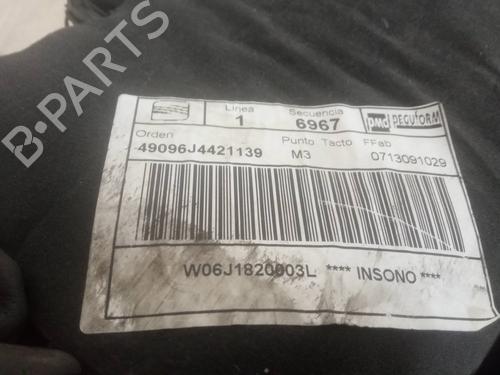 B-PARTS
Linea Secuencia
1 6967 pmd PEGUFORM
Orden Punto Tacto FFab
49096J4421139 M3 0713091029
W06J1820003L **** INSONO ****